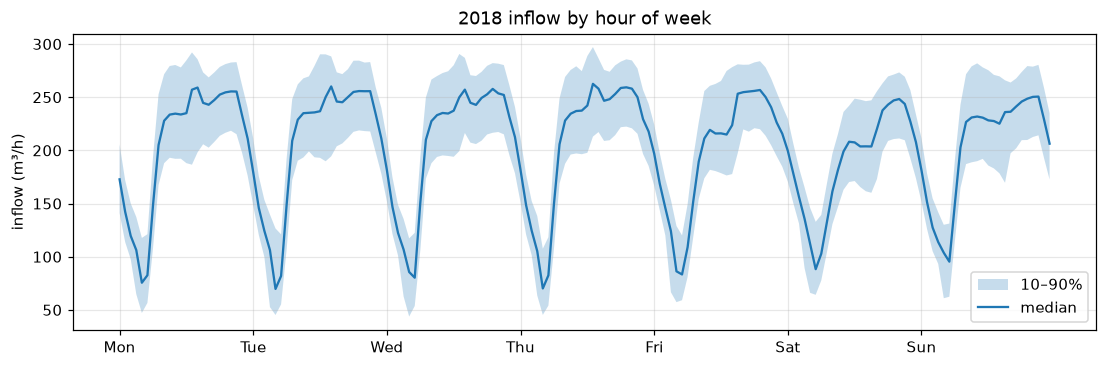 2018 inflow by hour of week
inflow (m³/h)
300
250
200
150
100
50
Mon
Tue
Wed
Thu
Fri
Sat
Sun
10–90%
median